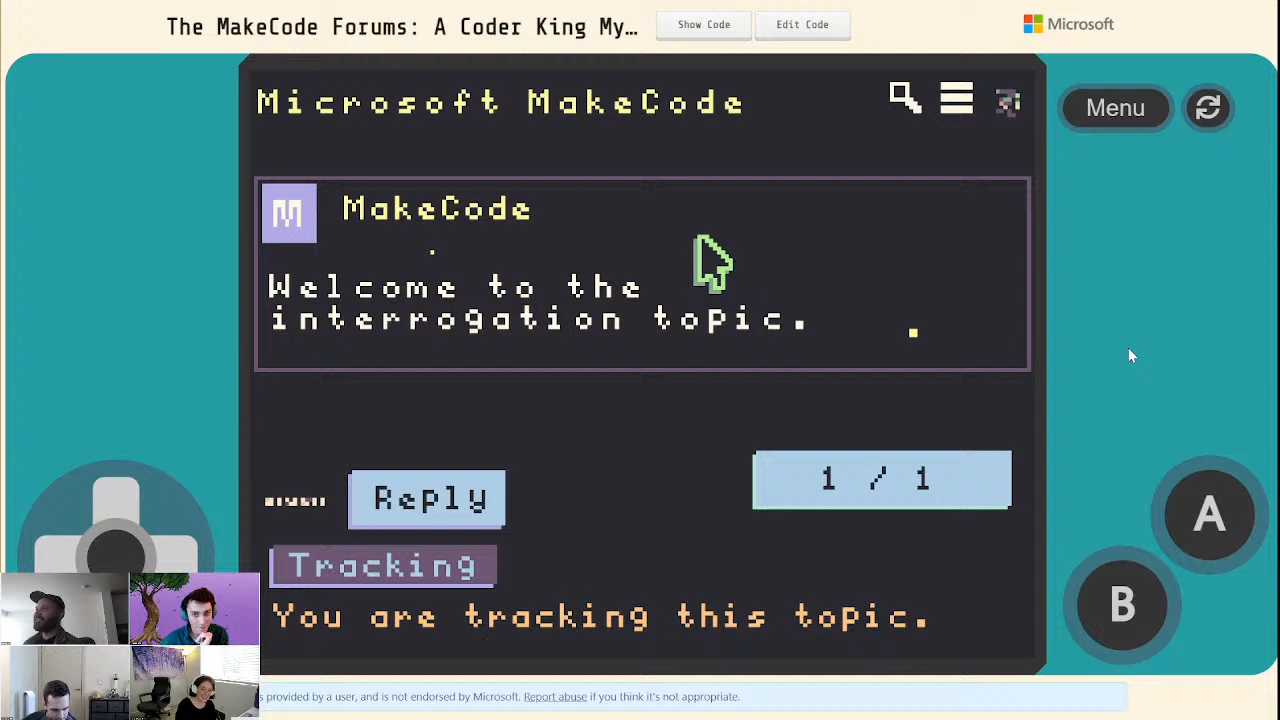 The MakeCode Forums: A Coder King My…
Show Code
Edit Code
Microsoft
Microsoft MakeCode
Menu
M
MakeCode
Welcome to the
interrogation topic.
Reply
1 / 1
Tracking
You are tracking this topic.
A
B
s provided by a user, and is not endorsed by Microsoft. Report abuse if you think it's not appropriate.